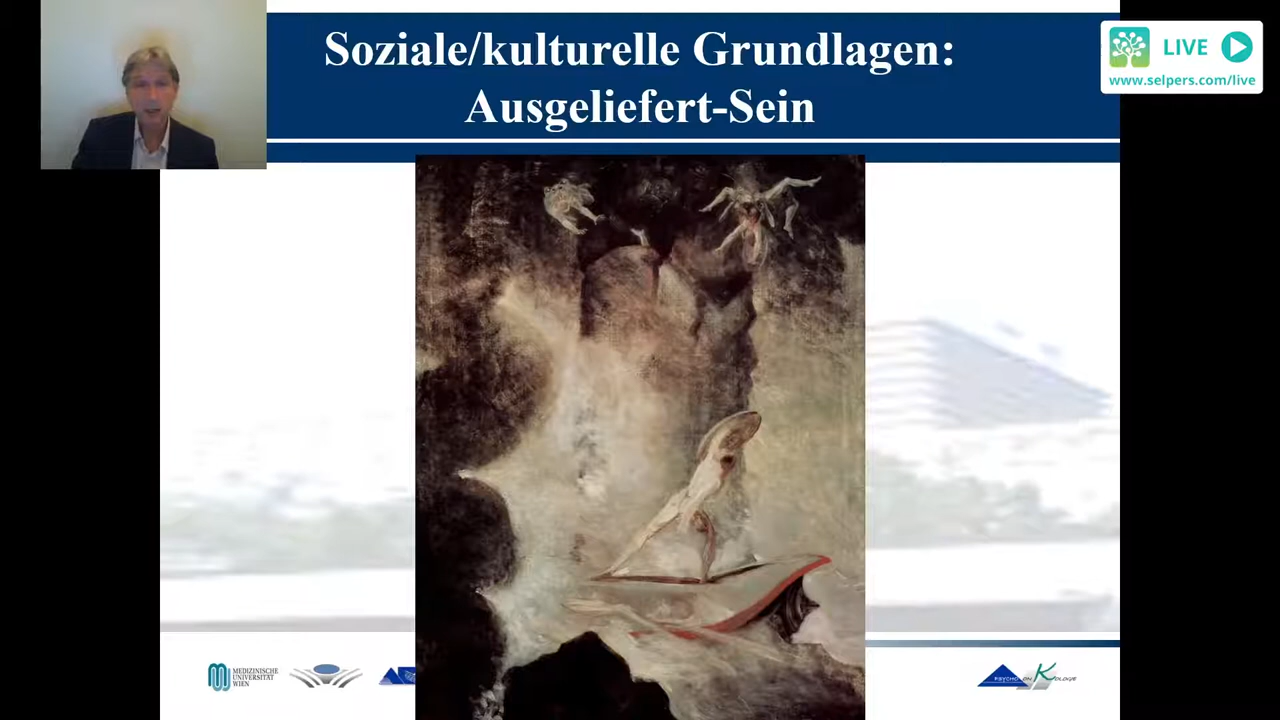 Soziale/kulturelle Grundlagen:
Ausgeliefert-Sein
LIVE
www.selpers.com/live
MEDIZINISCHE
UNIVERSITÄT
WIEN